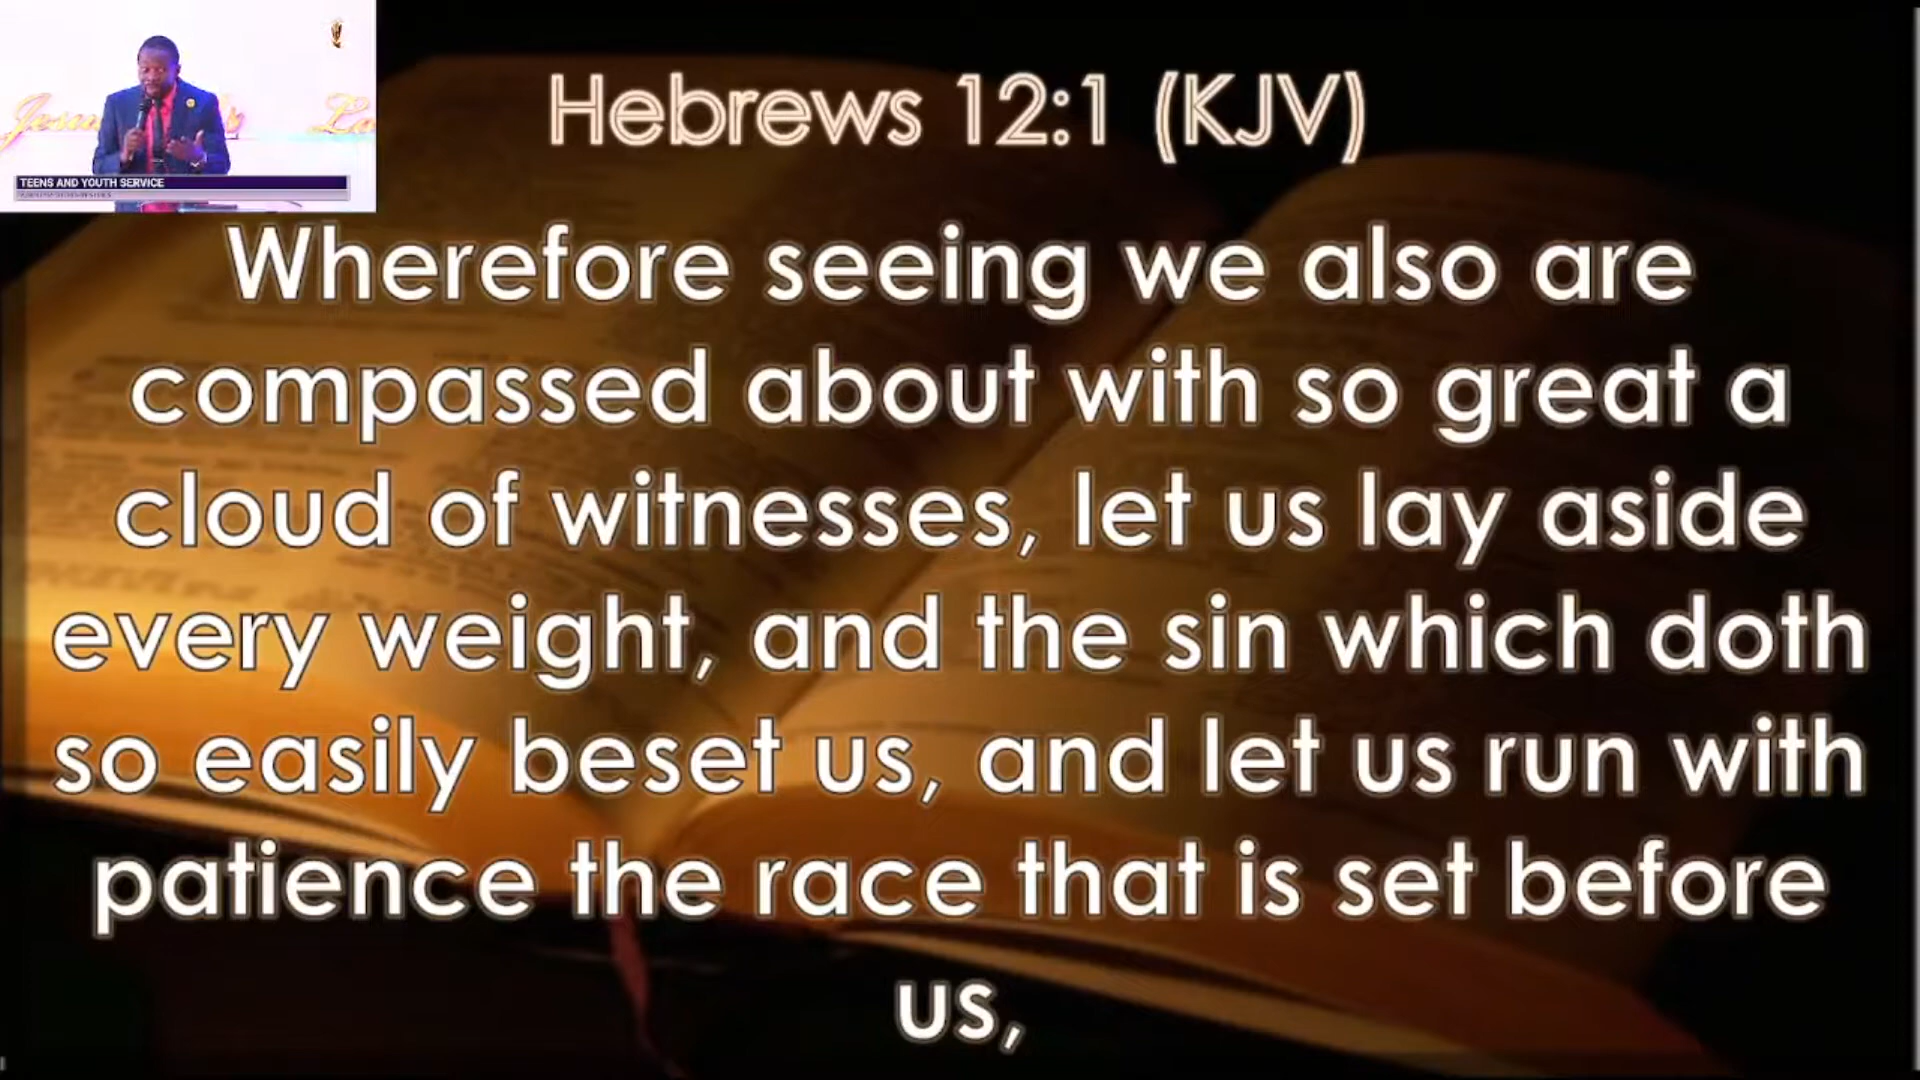 TEENS AND YOUTH SERVICE
Hebrews 12:1 (KJV)
Wherefore seeing we also are
compassed about with so great a
cloud of witnesses, let us lay aside
every weight, and the sin which doth
so easily beset us, and let us run with
patience the race that is set before
us,